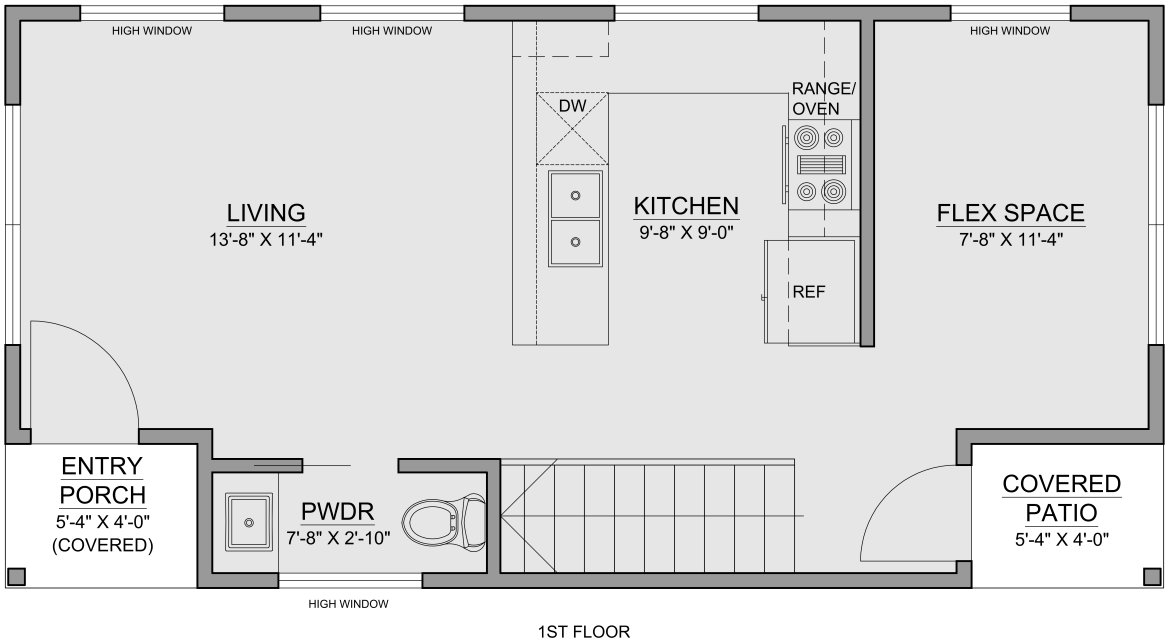 HIGH WINDOW
HIGH WINDOW
HIGH WINDOW
RANGE/
OVEN
DW
LIVING
13'-8" X 11'-4"
KITCHEN
9'-8" X 9'-0"
FLEX SPACE
7'-8" X 11'-4"
REF
ENTRY
PORCH
5'-4" X 4'-0"
(COVERED)
PWDR
7'-8" X 2'-10"
COVERED
PATIO
5'-4" X 4'-0"
HIGH WINDOW
1ST FLOOR